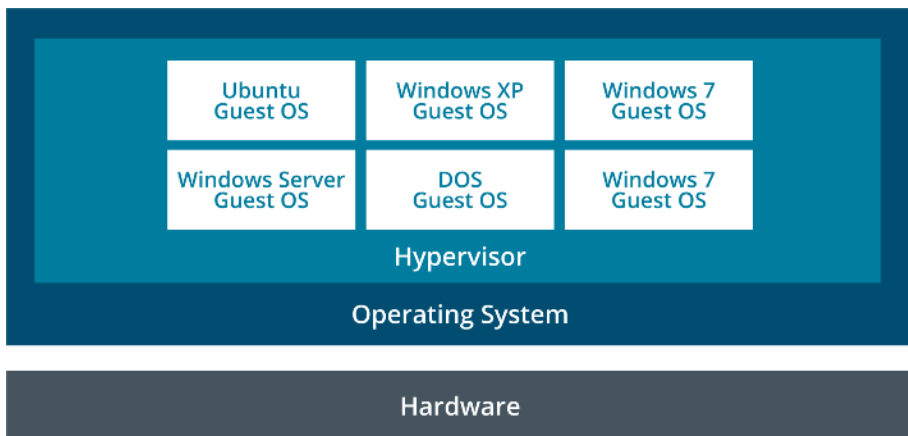 Ubuntu
Guest OS
Windows XP
Guest OS
Windows 7
Guest OS
Windows Server
Guest OS
DOS
Guest OS
Windows 7
Guest OS
Hypervisor
Operating System
Hardware